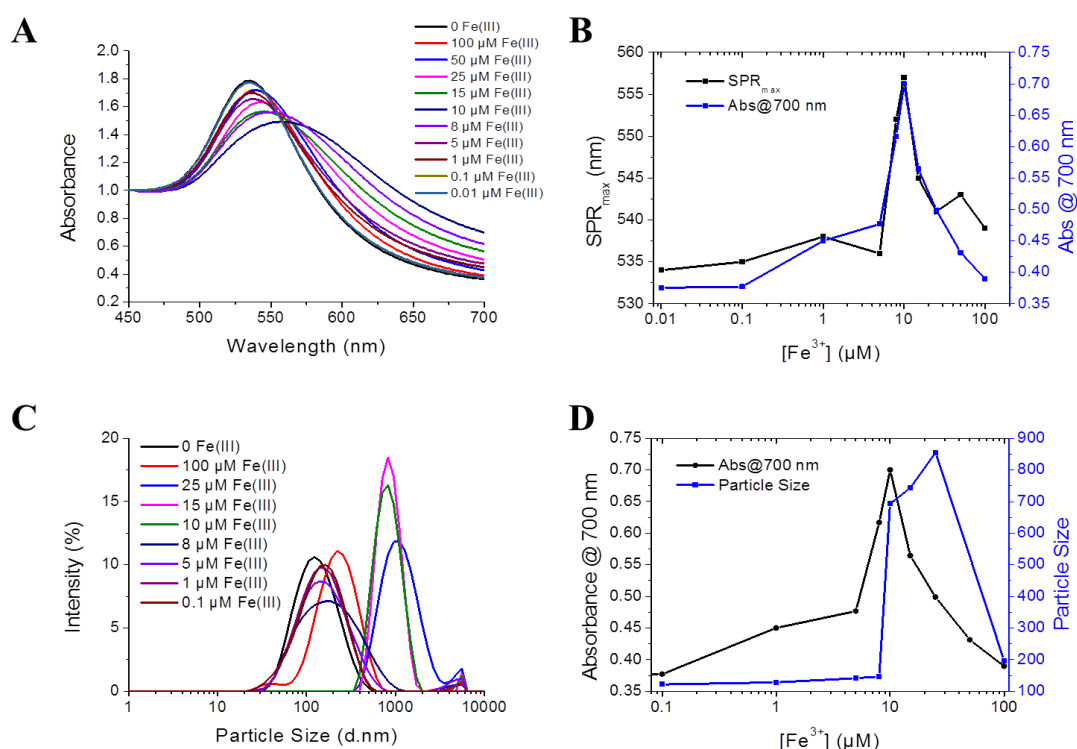 A
Absorbance
2.0
1.8
1.6
1.4
1.2
1.0
0.8
0.6
0.4
0.2
450
500
550
600
650
700
Wavelength (nm)
0 Fe(III)
100 µM Fe(III)
50 µM Fe(III)
25 µM Fe(III)
15 µM Fe(III)
10 µM Fe(III)
8 µM Fe(III)
5 µM Fe(III)
1 µM Fe(III)
0.1 µM Fe(III)
0.01 µM Fe(III)
B
SPRmax (nm)
560
555
550
545
540
535
530
0.01
0.1
1
10
100
[Fe³⁺] (µM)
SPRmax
Abs@700 nm
0.75
0.70
0.65
0.60
0.55
0.50
0.45
0.40
0.35
Abs @ 700 nm
C
Intensity (%)
20
15
10
5
0
1
10
100
1000
10000
Particle Size (d.nm)
0 Fe(III)
100 µM Fe(III)
25 µM Fe(III)
15 µM Fe(III)
10 µM Fe(III)
8 µM Fe(III)
5 µM Fe(III)
1 µM Fe(III)
0.1 µM Fe(III)
D
Absorbance @ 700 nm
0.75
0.70
0.65
0.60
0.55
0.50
0.45
0.40
0.35
0.1
1
10
100
[Fe³⁺] (µM)
Abs@700 nm
Particle Size
900
800
700
600
500
400
300
200
100
Particle Size